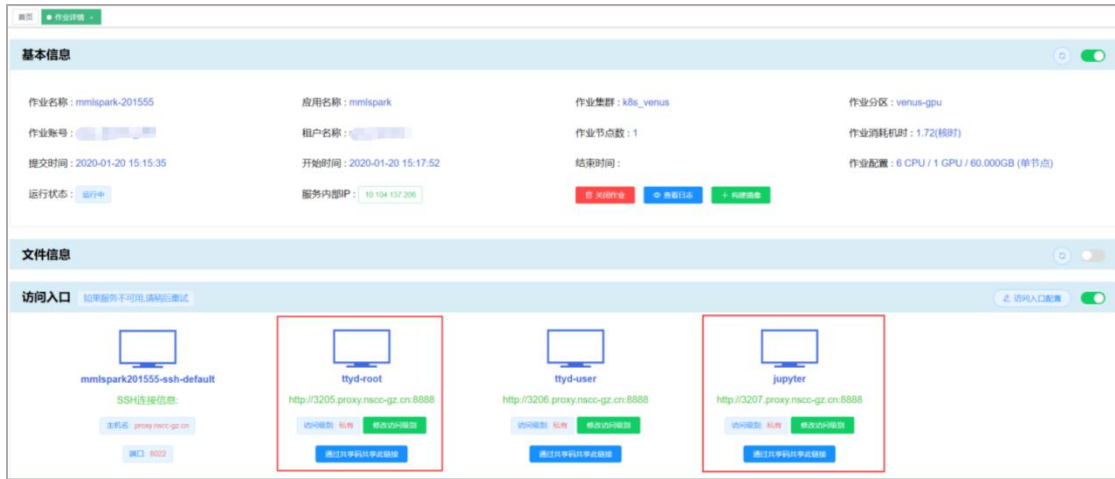 首页 作业详情 ×
基本信息
作业名称 : mmlspark-201555 应用名称 : mmlspark 作业集群 : k8s_venus 作业分区 : venus-gpu
作业账号 : 租户名称 : 作业节点数 : 1 作业消耗机时 : 1.72(核时)
提交时间 : 2020-01-20 15:15:35 开始时间 : 2020-01-20 15:17:52 结束时间 : 作业配置 : 6 CPU / 1 GPU / 60.000GB (单节点)
运行状态 : 运行中 服务内部IP : 10.104.137.206 关闭作业 查看日志 + 构建镜像
文件信息
访问入口 如果服务不可用,请稍后重试 访问入口配置
mmlspark201555-ssh-default ttyd-root ttyd-user jupyter
SSH连接信息: http://3205.proxy.nscc-gz.cn:8888 http://3206.proxy.nscc-gz.cn:8888 http://3207.proxy.nscc-gz.cn:8888
主机名: proxy.nscc-gz.cn 访问级别: 私有 修改访问级别 访问级别: 私有 修改访问级别 访问级别: 私有 修改访问级别
端口: 8022 通过共享码共享此链接 通过共享码共享此链接 通过共享码共享此链接